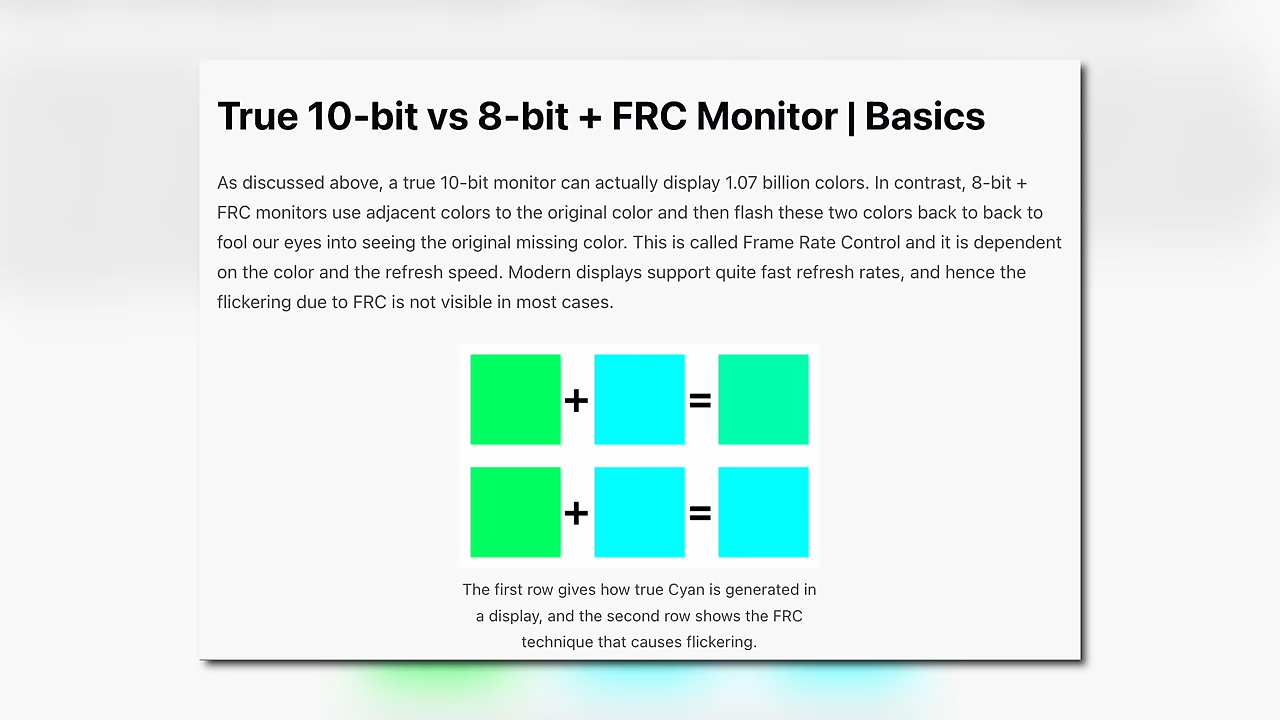 True 10-bit vs 8-bit + FRC Monitor | Basics
As discussed above, a true 10-bit monitor can actually display 1.07 billion colors. In contrast, 8-bit +
FRC monitors use adjacent colors to the original color and then flash these two colors back to back to
fool our eyes into seeing the original missing color. This is called Frame Rate Control and it is dependent
on the color and the refresh speed. Modern displays support quite fast refresh rates, and hence the
flickering due to FRC is not visible in most cases.
+ =
+ =
The first row gives how true Cyan is generated in
a display, and the second row shows the FRC
technique that causes flickering.